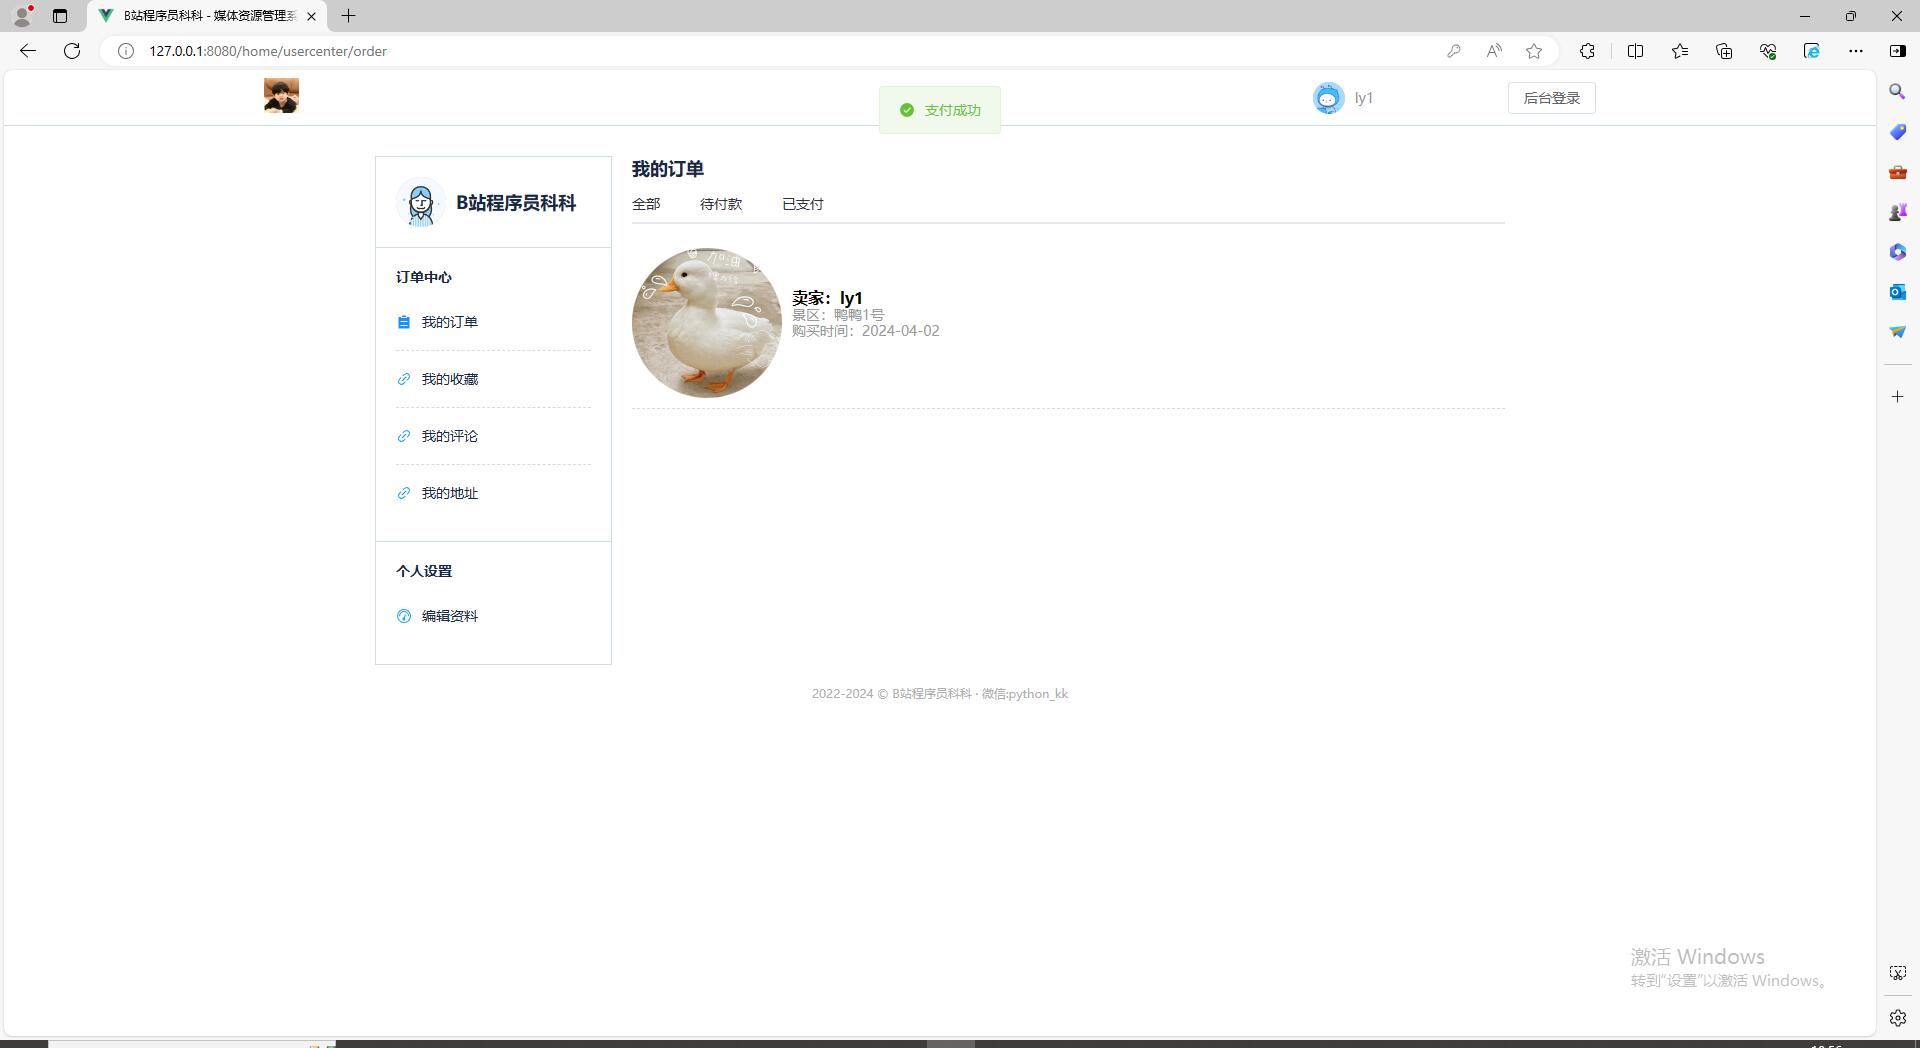 B站程序员科科 - 媒体资源管理系
127.0.0.1:8080/home/usercenter/order
支付成功
ly1
后台登录
B站程序员科科
订单中心
我的订单
我的收藏
我的评论
我的地址
个人设置
编辑资料
我的订单
全部 待付款 已支付
卖家：ly1
景区：鸭鸭1号
购买时间：2024-04-02
2022-2024 © B站程序员科科 · 微信:python_kk
激活 Windows
转到“设置”以激活 Windows。